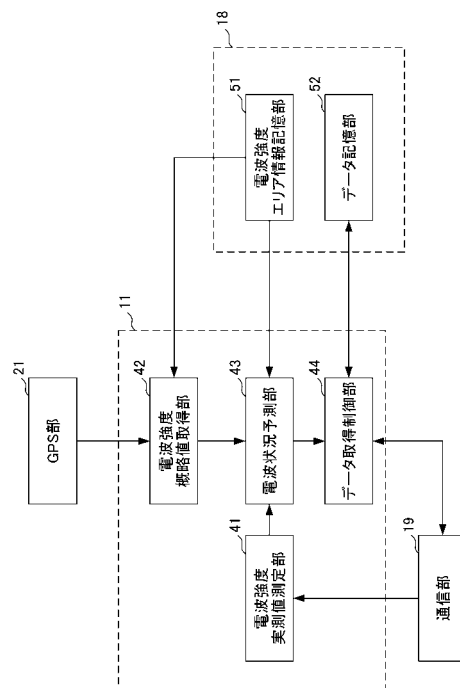 21
GPS部
11
42
電波強度
概略値取得部
41
電波強度
実測値測定部
43
電波状況予測部
44
データ取得制御部
19
通信部
18
51
電波強度
エリア情報記憶部
52
データ記憶部